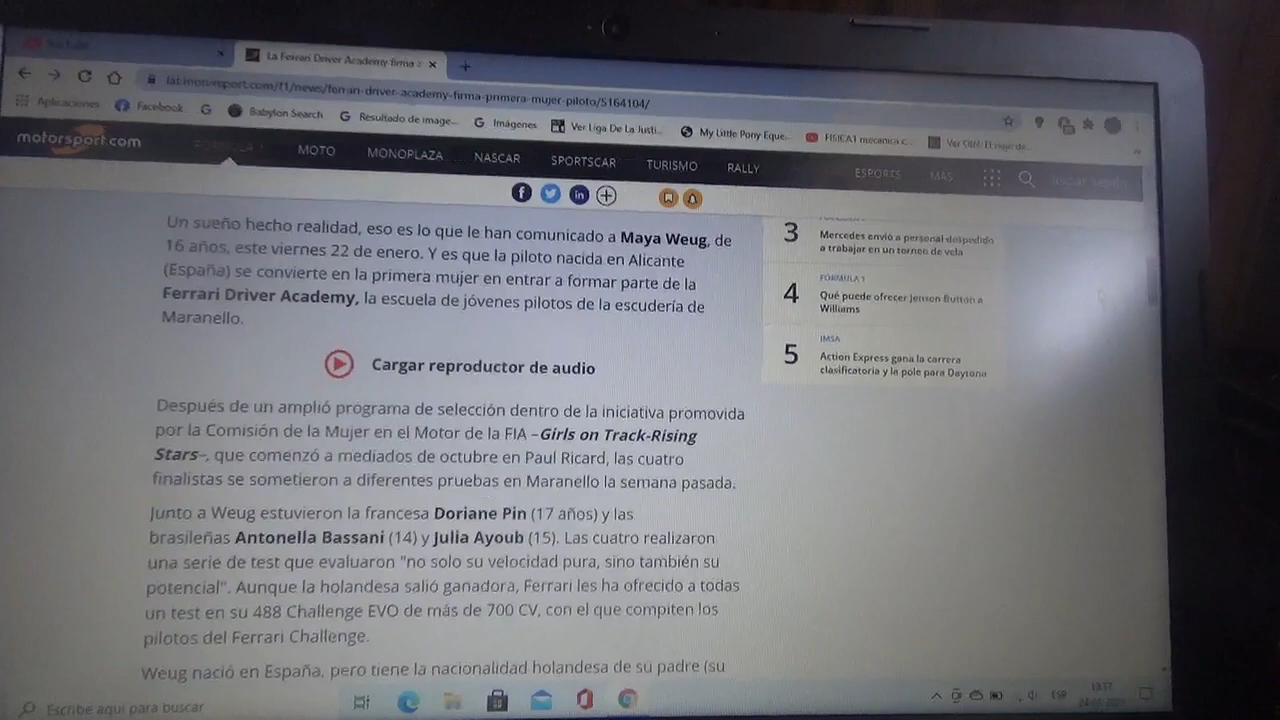 YouTube
La Ferrari Driver Academy firma a
lat.motorsport.com/f1/news/ferrari-driver-academy-firma-primera-mujer-piloto/5164104/
Aplicaciones Facebook Babylon Search Resultado de image... Imágenes Ver Liga De La Justi... My Little Pony Eque... FISICA1 mecanica c...
motorsport.com FORMULA 1 MOTO MONOPLAZA NASCAR SPORTSCAR TURISMO RALLY ESPORTS MÁS Iniciar sesión
Un sueño hecho realidad, eso es lo que le han comunicado a Maya Weug, de
16 años, este viernes 22 de enero. Y es que la piloto nacida en Alicante
(España) se convierte en la primera mujer en entrar a formar parte de la
Ferrari Driver Academy, la escuela de jóvenes pilotos de la escudería de
Maranello.
Cargar reproductor de audio
Después de un amplió programa de selección dentro de la iniciativa promovida
por la Comisión de la Mujer en el Motor de la FIA –Girls on Track-Rising
Stars–, que comenzó a mediados de octubre en Paul Ricard, las cuatro
finalistas se sometieron a diferentes pruebas en Maranello la semana pasada.
Junto a Weug estuvieron la francesa Doriane Pin (17 años) y las
brasileñas Antonella Bassani (14) y Julia Ayoub (15). Las cuatro realizaron
una serie de test que evaluaron "no solo su velocidad pura, sino también su
potencial". Aunque la holandesa salió ganadora, Ferrari les ha ofrecido a todas
un test en su 488 Challenge EVO de más de 700 CV, con el que compiten los
pilotos del Ferrari Challenge.
Weug nació en España, pero tiene la nacionalidad holandesa de su padre (su
3
Mercedes envió a personal despedido
a trabajar en un torneo de vela
4
FÓRMULA 1
Qué puede ofrecer Jenson Button a
Williams
5
IMSA
Action Express gana la carrera
clasificatoria y la pole para Daytona
Escribe aquí para buscar
ESP